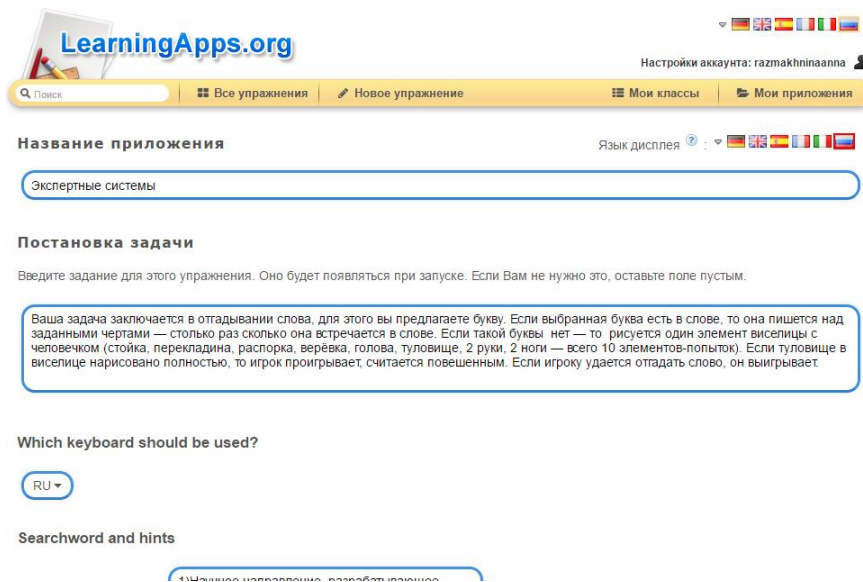 LearningApps.org
Настройки аккаунта: razmakhninaanna
Поиск
Все упражнения
Новое упражнение
Мои классы
Мои приложения
Название приложения
Язык дисплея ? :
Экспертные системы
Постановка задачи
Введите задание для этого упражнения. Оно будет появляться при запуске. Если Вам не нужно это, оставьте поле пустым.
Ваша задача заключается в отгадывании слова, для этого вы предлагаете букву. Если выбранная буква есть в слове, то она пишется над
заданными чертами — столько раз сколько она встречается в слове. Если такой буквы нет — то рисуется один элемент виселицы с
человечком (стойка, перекладина, распорка, верёвка, голова, туловище, 2 руки, 2 ноги — всего 10 элементов-попыток). Если туловище в
виселице нарисовано полностью, то игрок проигрывает, считается повешенным. Если игроку удается отгадать слово, он выигрывает.
Which keyboard should be used?
RU
Searchword and hints
1)Научное направление, разрабатывающее